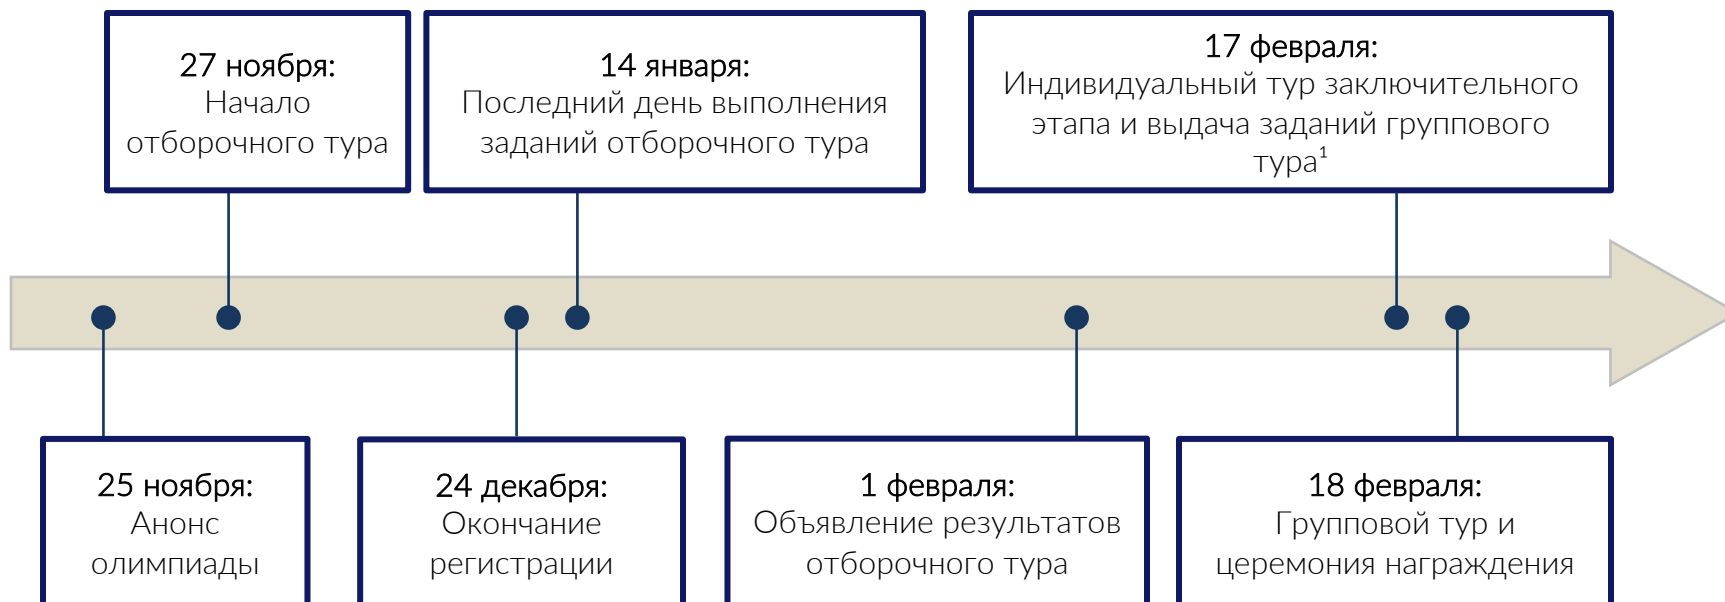 27 ноября:
Начало
отборочного тура
14 января:
Последний день выполнения
заданий отборочного тура
17 февраля:
Индивидуальный тур заключительного
этапа и выдача заданий группового
тура¹
25 ноября:
Анонс
олимпиады
24 декабря:
Окончание
регистрации
1 февраля:
Объявление результатов
отборочного тура
18 февраля:
Групповой тур и
церемония награждения